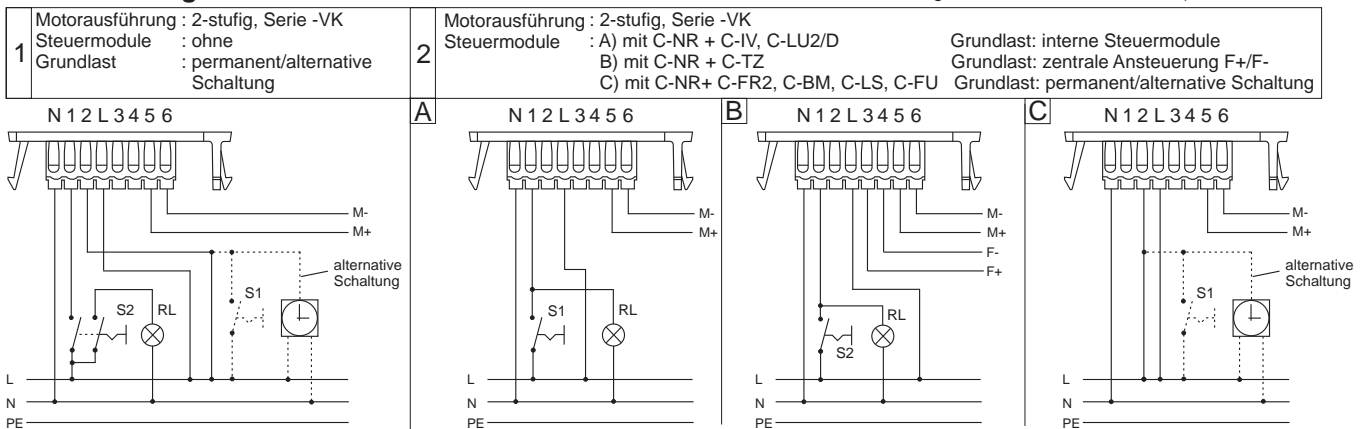 1
Motorausführung : 2-stufig, Serie -VK
Steuermodule : ohne
Grundlast : permanent/alternative
Schaltung
2
Motorausführung : 2-stufig, Serie -VK
Steuermodule : A) mit C-NR + C-IV, C-LU2/D Grundlast: interne Steuermodule
B) mit C-NR + C-TZ Grundlast: zentrale Ansteuerung F+/F-
C) mit C-NR+ C-FR2, C-BM, C-LS, C-FU Grundlast: permanent/alternative Schaltung
N 1 2 L 3 4 5 6
M-
M+
alternative
Schaltung
S1
S2
RL
L
N
PE
A
N 1 2 L 3 4 5 6
M-
M+
S1
RL
L
N
PE
B
N 1 2 L 3 4 5 6
M-
M+
F-
F+
RL
S2
L
N
PE
C
N 1 2 L 3 4 5 6
M-
M+
alternative
Schaltung
S1
L
N
PE